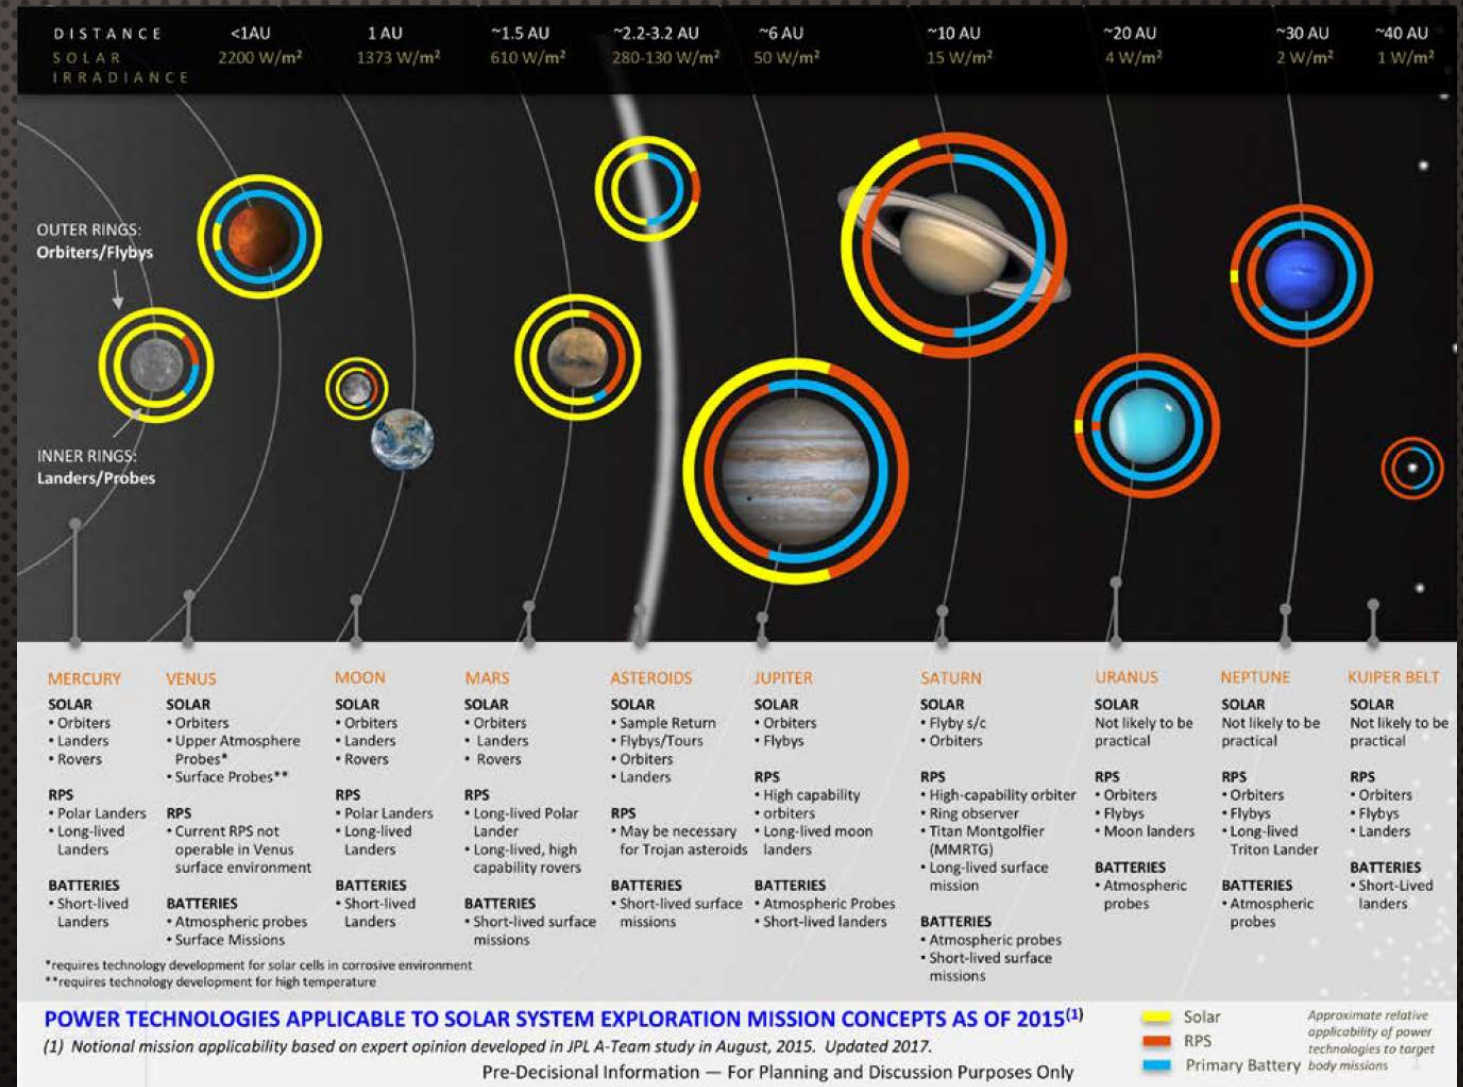 DISTANCE <1AU 1 AU ~1.5 AU ~2.2-3.2 AU ~6 AU ~10 AU ~20 AU ~30 AU ~40 AU
SOLAR IRRADIANCE 2200 W/m² 1373 W/m² 610 W/m² 280-130 W/m² 50 W/m² 15 W/m² 4 W/m² 2 W/m² 1 W/m²
OUTER RINGS:
Orbiters/Flybys
INNER RINGS:
Landers/Probes
MERCURY
SOLAR
• Orbiters
• Landers
• Rovers
RPS
• Polar Landers
• Long-lived
Landers
BATTERIES
• Short-lived
Landers
VENUS
SOLAR
• Orbiters
• Upper Atmosphere
Probes*
• Surface Probes**
RPS
• Current RPS not
operable in Venus
surface environment
BATTERIES
• Atmospheric probes
• Surface Missions
MOON
SOLAR
• Orbiters
• Landers
• Rovers
RPS
• Polar Landers
• Long-lived
Landers
BATTERIES
• Short-lived
Landers
MARS
SOLAR
• Orbiters
• Landers
• Rovers
RPS
• Long-lived Polar
Lander
• Long-lived, high
capability rovers
BATTERIES
• Short-lived surface
missions
ASTEROIDS
SOLAR
• Sample Return
• Flybys/Tours
• Orbiters
• Landers
RPS
• May be necessary
for Trojan asteroids
BATTERIES
• Short-lived surface
missions
JUPITER
SOLAR
• Orbiters
• Flybys
RPS
• High capability
• orbiters
• Long-lived moon
landers
BATTERIES
• Atmospheric Probes
• Short-lived landers
SATURN
SOLAR
• Flyby s/c
• Orbiters
RPS
• High-capability orbiter
• Ring observer
• Titan Montgolfier
(MMRTG)
• Long-lived surface
mission
BATTERIES
• Atmospheric probes
• Short-lived surface
missions
URANUS
SOLAR
Not likely to be
practical
RPS
• Orbiters
• Flybys
• Moon landers
BATTERIES
• Atmospheric
probes
NEPTUNE
SOLAR
Not likely to be
practical
RPS
• Orbiters
• Flybys
• Long-lived
Triton Lander
BATTERIES
• Atmospheric
probes
KUIPER BELT
SOLAR
Not likely to be
practical
RPS
• Orbiters
• Flybys
• Landers
BATTERIES
• Short-Lived
landers
*requires technology development for solar cells in corrosive environment
**requires technology development for high temperature
POWER TECHNOLOGIES APPLICABLE TO SOLAR SYSTEM EXPLORATION MISSION CONCEPTS AS OF 2015(1)
(1) Notional mission applicability based on expert opinion developed in JPL A-Team study in August, 2015. Updated 2017.
Pre-Decisional Information — For Planning and Discussion Purposes Only
Solar
RPS
Primary Battery
Approximate relative
applicability of power
technologies to target
body missions